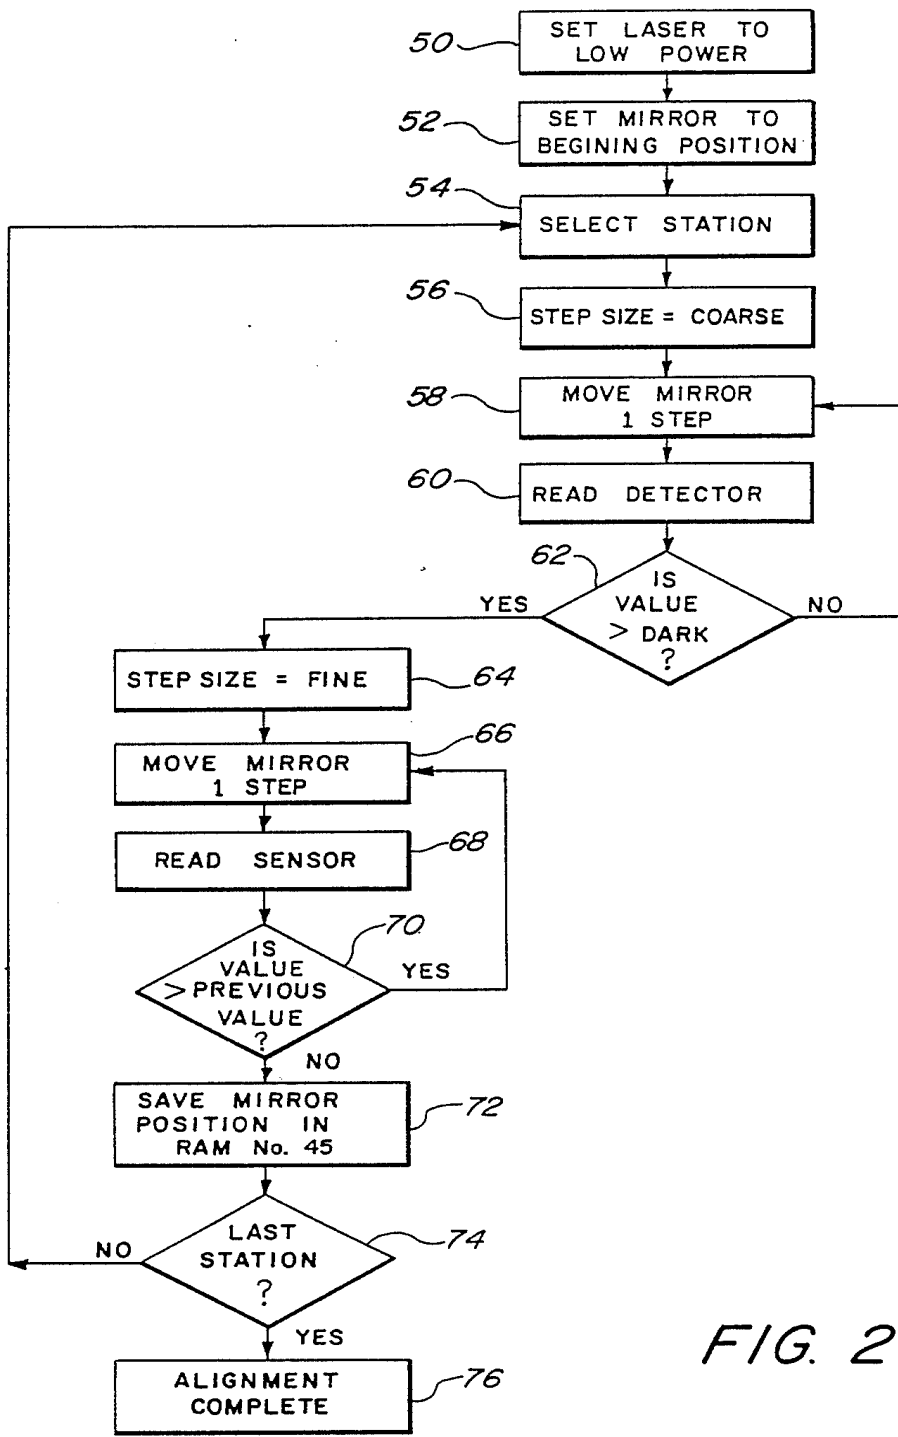 50
SET LASER TO
LOW POWER
52
SET MIRROR TO
BEGINING POSITION
54
SELECT STATION
56
STEP SIZE = COARSE
58
MOVE MIRROR
1 STEP
60
READ DETECTOR
62
IS
VALUE
> DARK
?
YES
NO
STEP SIZE = FINE
64
66
MOVE MIRROR
1 STEP
READ SENSOR
68
70
IS
VALUE
> PREVIOUS
VALUE
?
YES
NO
SAVE MIRROR
POSITION IN
RAM No. 45
72
LAST
STATION
?
74
NO
YES
ALIGNMENT
COMPLETE
76
FIG. 2